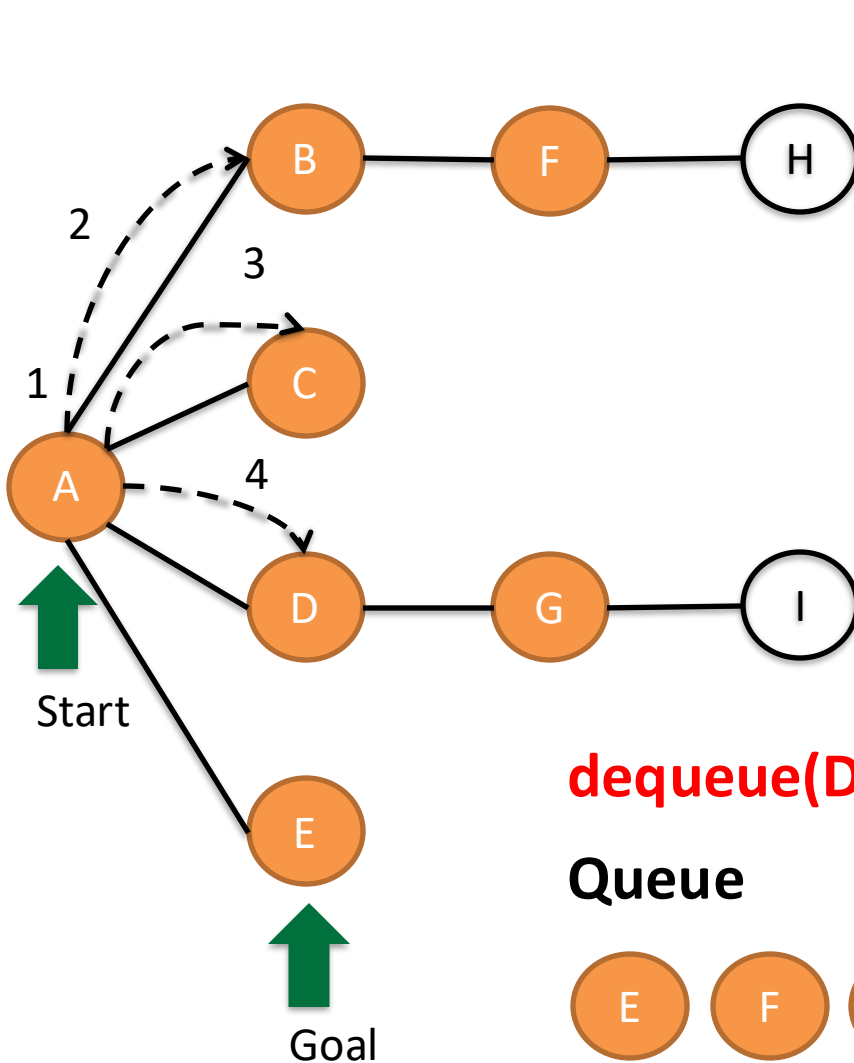 B F H
2
3
1
C
A
4
D G I
Start
dequeue(D
E
Queue
E F
Goal